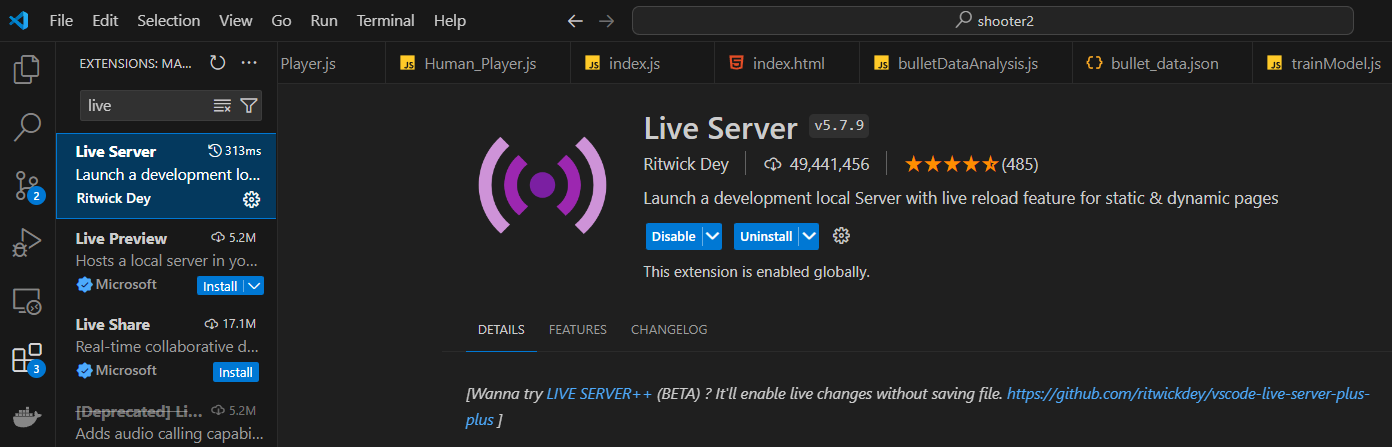 File Edit Selection View Go Run Terminal Help
shooter2
EXTENSIONS: MA...
Player.js
Human_Player.js
index.js
index.html
bulletDataAnalysis.js
bullet_data.json
trainModel.js
live
Live Server 313ms
Launch a development lo...
Ritwick Dey
Live Preview 5.2M
Hosts a local server in yo...
Microsoft Install
Live Share 17.1M
Real-time collaborative d...
Microsoft Install
[Deprecated] Li... 5.2M
Adds audio calling capabi...
2
3
Live Server v5.7.9
Ritwick Dey 49,441,456 (485)
Launch a development local Server with live reload feature for static & dynamic pages
Disable Uninstall
This extension is enabled globally.
DETAILS FEATURES CHANGELOG
[Wanna try LIVE SERVER++ (BETA) ? It'll enable live changes without saving file. https://github.com/ritwickdey/vscode-live-server-plus-
plus ]